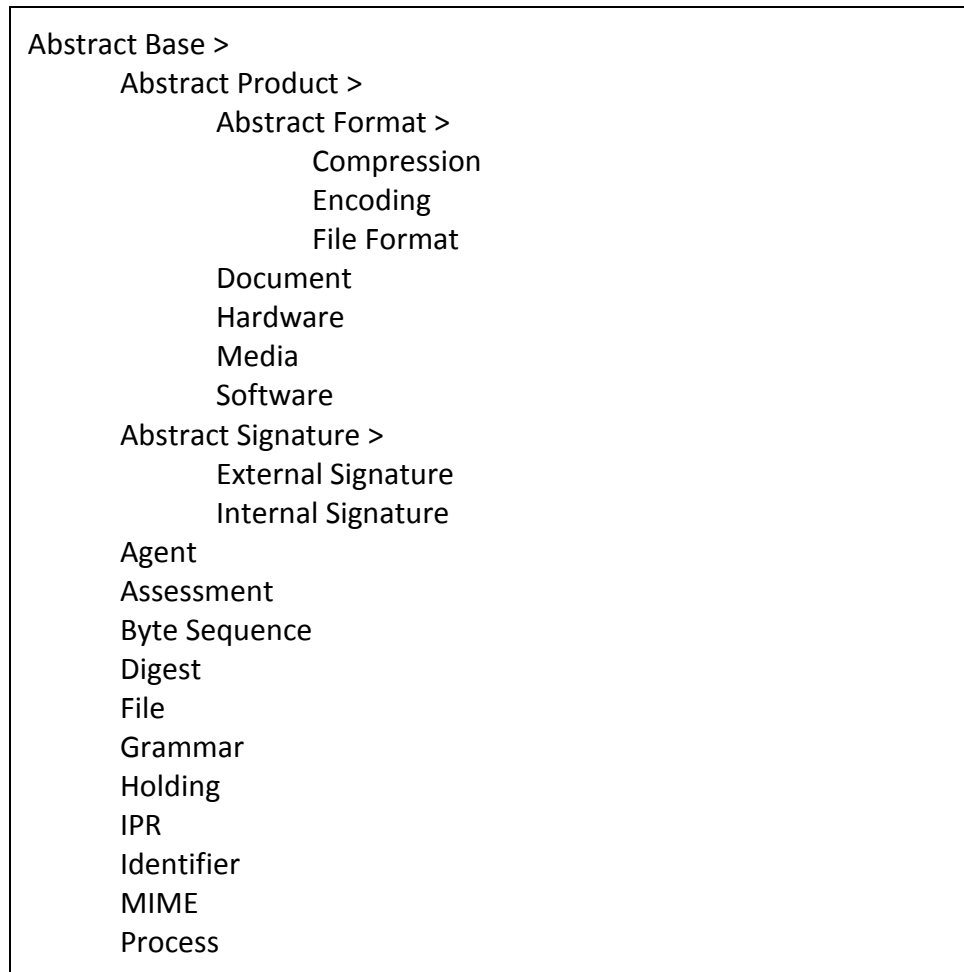 Abstract Base >
Abstract Product >
Abstract Format >
Compression
Encoding
File Format
Document
Hardware
Media
Software
Abstract Signature >
External Signature
Internal Signature
Agent
Assessment
Byte Sequence
Digest
File
Grammar
Holding
IPR
Identifier
MIME
Process